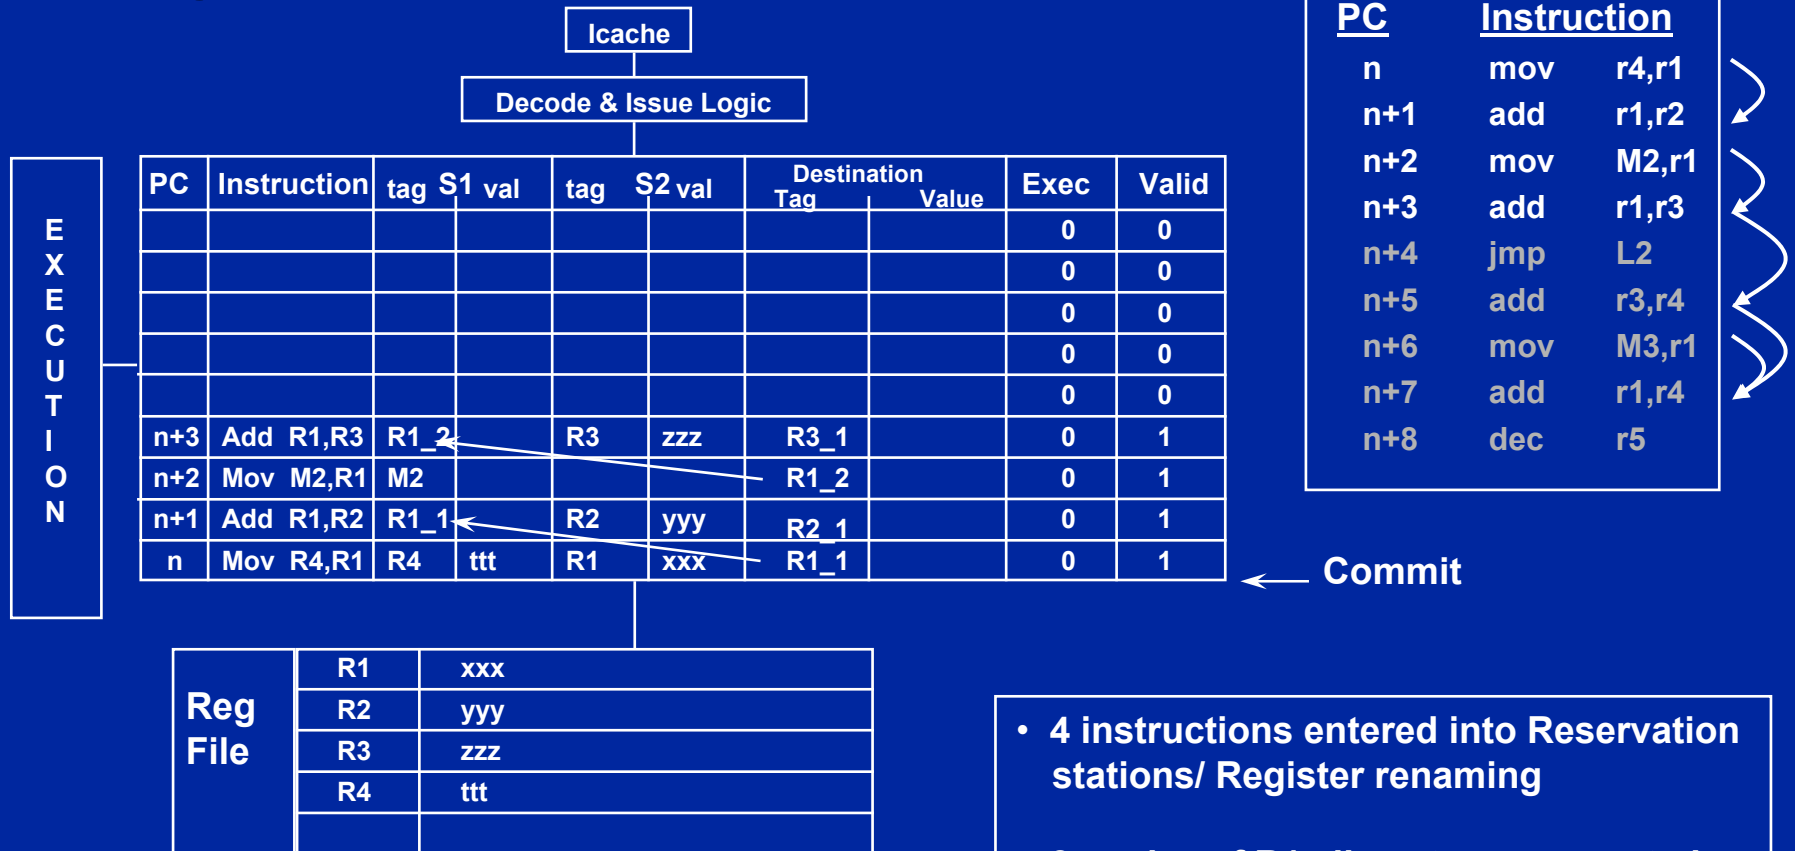 Icache
Decode & Issue Logic
PC Instruction
n mov r4,r1
n+1 add r1,r2
n+2 mov M2,r1
n+3 add r1,r3
n+4 jmp L2
n+5 add r3,r4
n+6 mov M3,r1
n+7 add r1,r4
n+8 dec r5
EXECUTION
PC Instruction tag S1 val tag S2 val Destination Tag Value Exec Valid
0 0
0 0
0 0
0 0
0 0
n+3 Add R1,R3 R1_2 R3 zzz R3_1 0 1
n+2 Mov M2,R1 M2 R1_2 0 1
n+1 Add R1,R2 R1_1 R2 yyy R2_1 0 1
n Mov R4,R1 R4 ttt R1 xxx R1_1 0 1
Commit
Reg File
R1 xxx
R2 yyy
R3 zzz
R4 ttt
• 4 instructions entered into Reservation
stations/ Register renaming